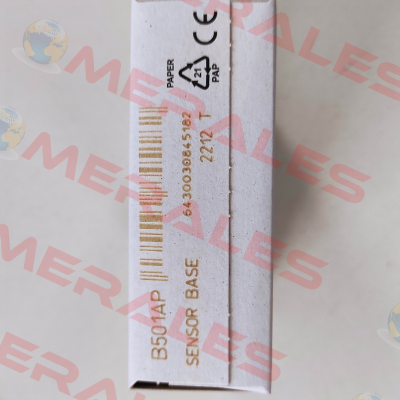 B501AP
SENSOR BASE
6430030845182
2212 T
PAPER
21
PAP
CE
MERALES
MERALES
MERALES